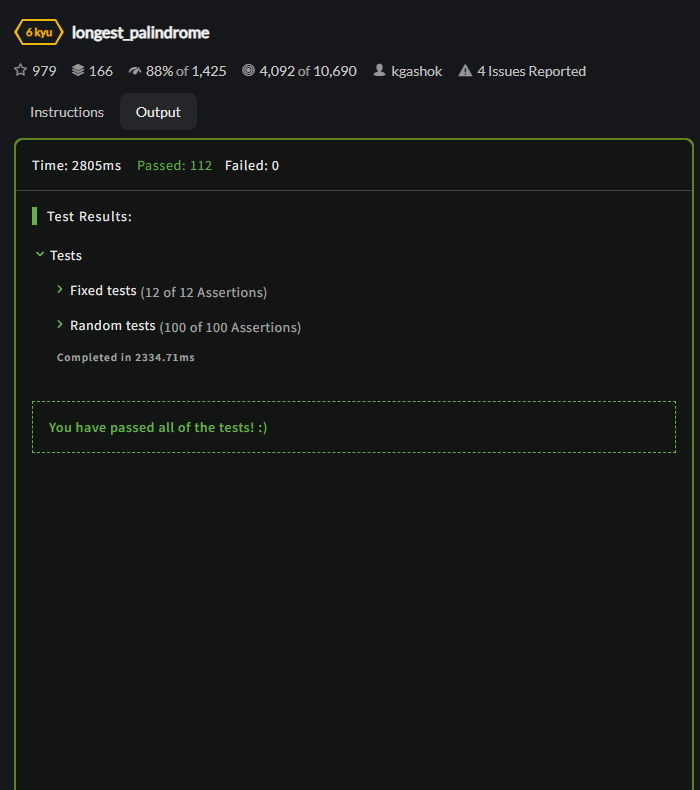 6 kyu longest_palindrome
979 166 88% of 1,425 4,092 of 10,690 kgashok 4 Issues Reported
Instructions Output
Time: 2805ms Passed: 112 Failed: 0
Test Results:
Tests
Fixed tests (12 of 12 Assertions)
Random tests (100 of 100 Assertions)
Completed in 2334.71ms
You have passed all of the tests! :)